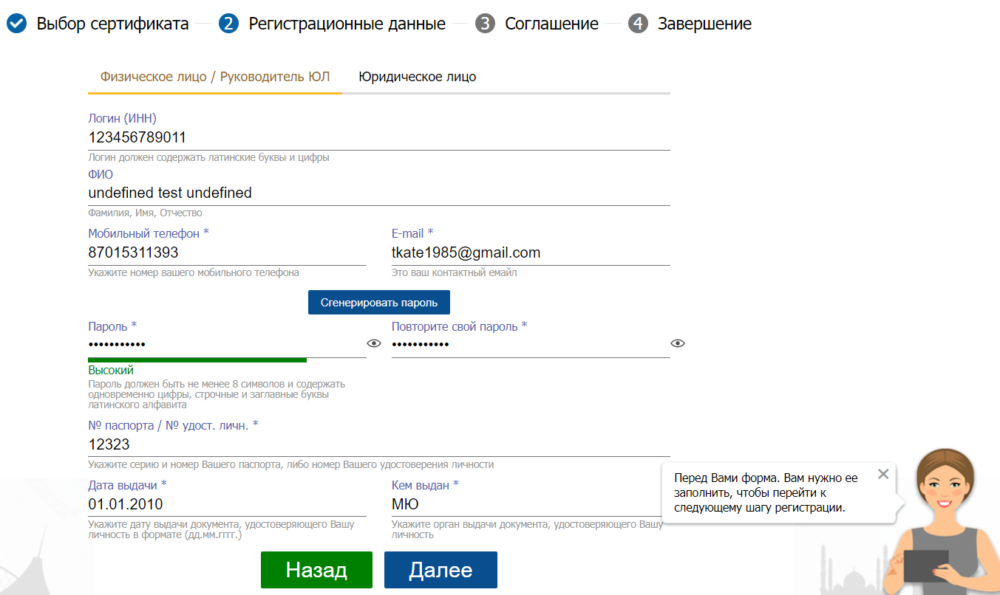 Выбор сертификата 2 Регистрационные данные 3 Соглашение 4 Завершение
Физическое лицо / Руководитель ЮЛ Юридическое лицо
Логин (ИНН)
123456789011
Логин должен содержать латинские буквы и цифры
ФИО
undefined test undefined
Фамилия, Имя, Отчество
Мобильный телефон * E-mail *
87015311393 tkate1985@gmail.com
Укажите номер вашего мобильного телефона Это ваш контактный емайл
Сгенерировать пароль
Пароль * Повторите свой пароль *
••••••••••• •••••••••••
Высокий
Пароль должен быть не менее 8 символов и содержать
одновременно цифры, строчные и заглавные буквы
латинского алфавита
№ паспорта / № удост. личн. *
12323
Укажите серию и номер Вашего паспорта, либо номер Вашего удостоверения личности
Дата выдачи * Кем выдан *
01.01.2010 МЮ
Укажите дату выдачи документа, удостоверяющего Вашу Укажите орган выдачи документа, удостоверяющего Вашу
личность в формате (дд.мм.гггг.) личность
Перед Вами форма. Вам нужно ее
заполнить, чтобы перейти к
следующему шагу регистрации.
Назад Далее